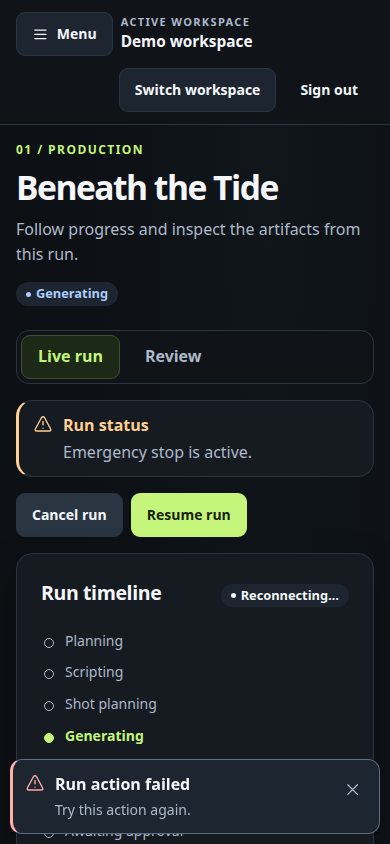 Menu
ACTIVE WORKSPACE
Demo workspace
Switch workspace
Sign out
01 / PRODUCTION
Beneath the Tide
Follow progress and inspect the artifacts from
this run.
Generating
Live run
Review
Run status
Emergency stop is active.
Cancel run
Resume run
Run timeline
Reconnecting...
Planning
Scripting
Shot planning
Generating
Run action failed
Try this action again.
Awaiting approval